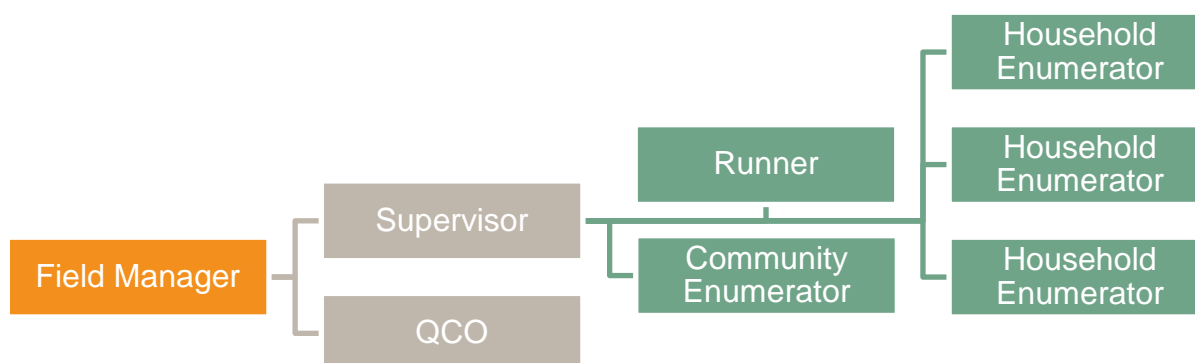 Field Manager
Supervisor
QCO
Runner
Community
Enumerator
Household
Enumerator
Household
Enumerator
Household
Enumerator